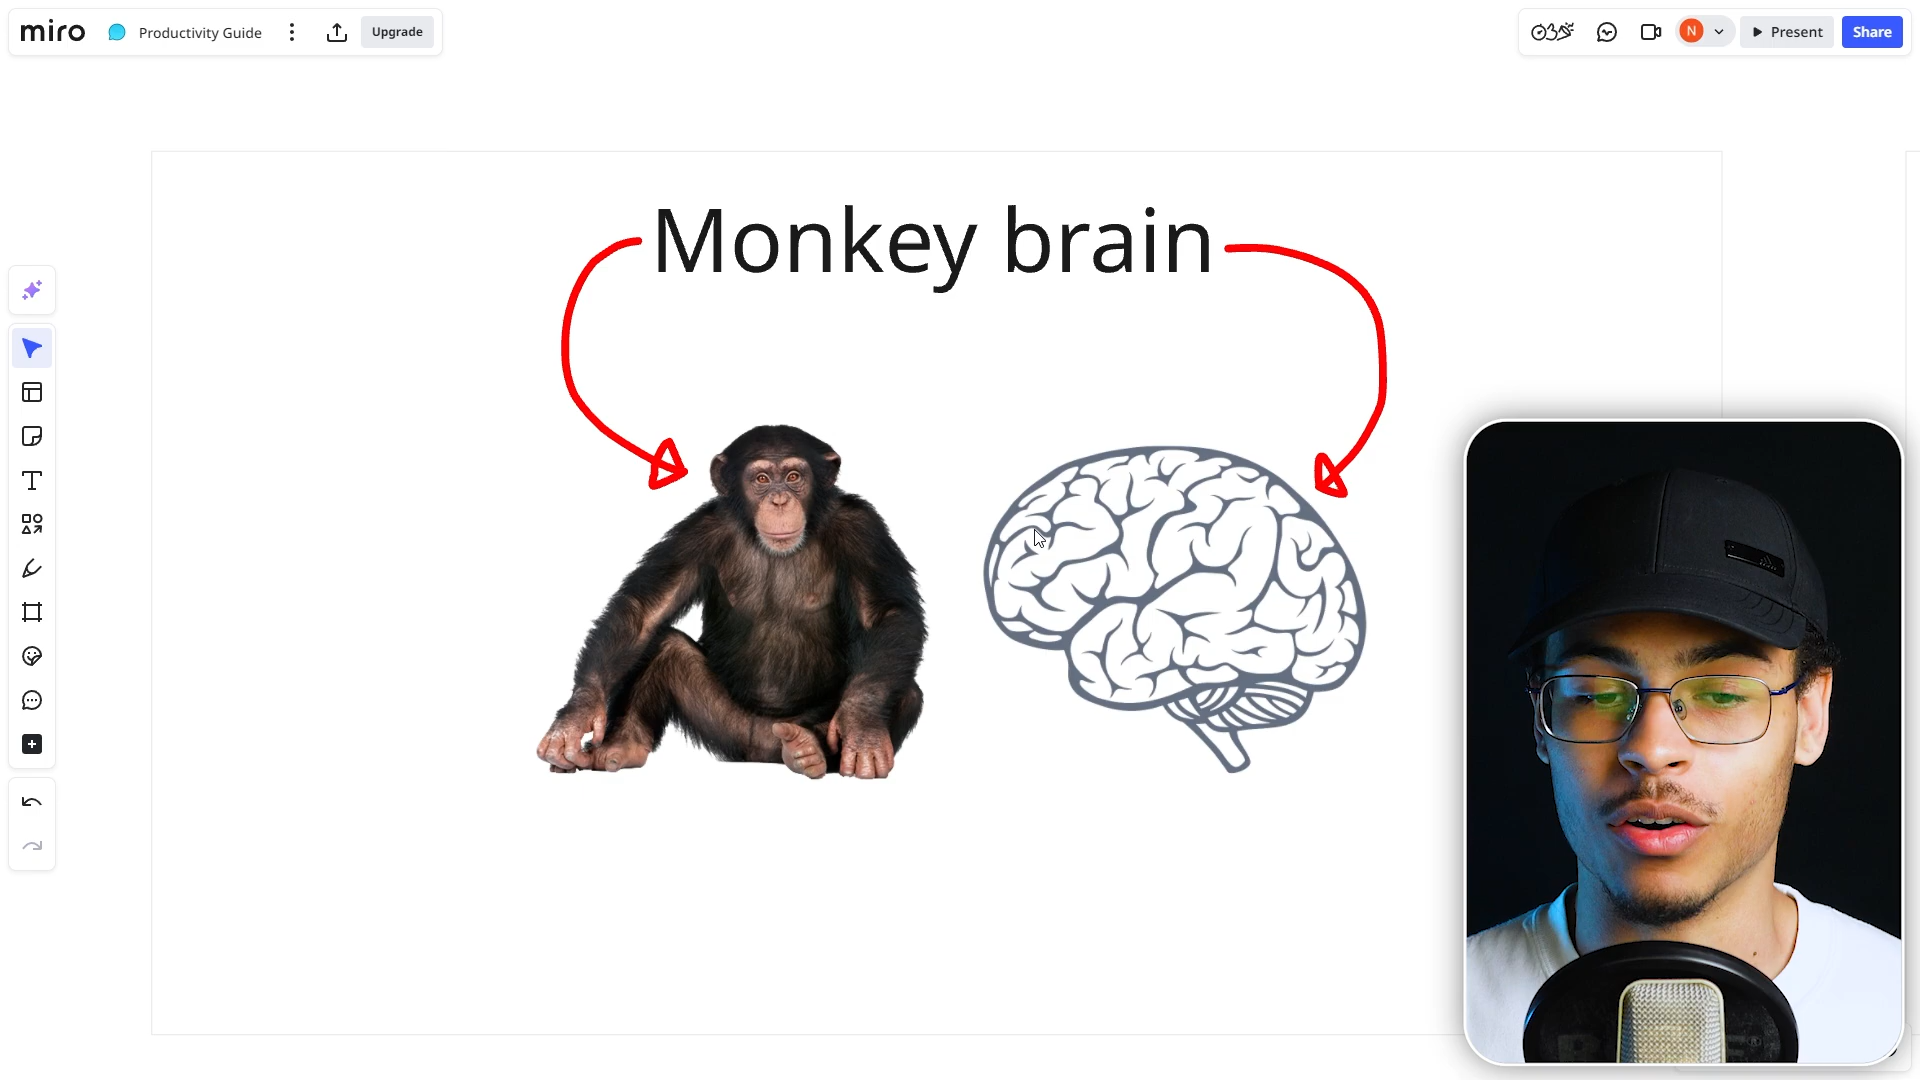 miro
Productivity Guide
Upgrade
N
Present
Share
Monkey brain